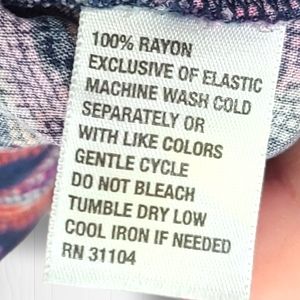 100% RAYON
EXCLUSIVE OF ELASTIC
MACHINE WASH COLD
SEPARATELY OR
WITH LIKE COLORS
GENTLE CYCLE
DO NOT BLEACH
TUMBLE DRY LOW
COOL IRON IF NEEDED
RN 31104